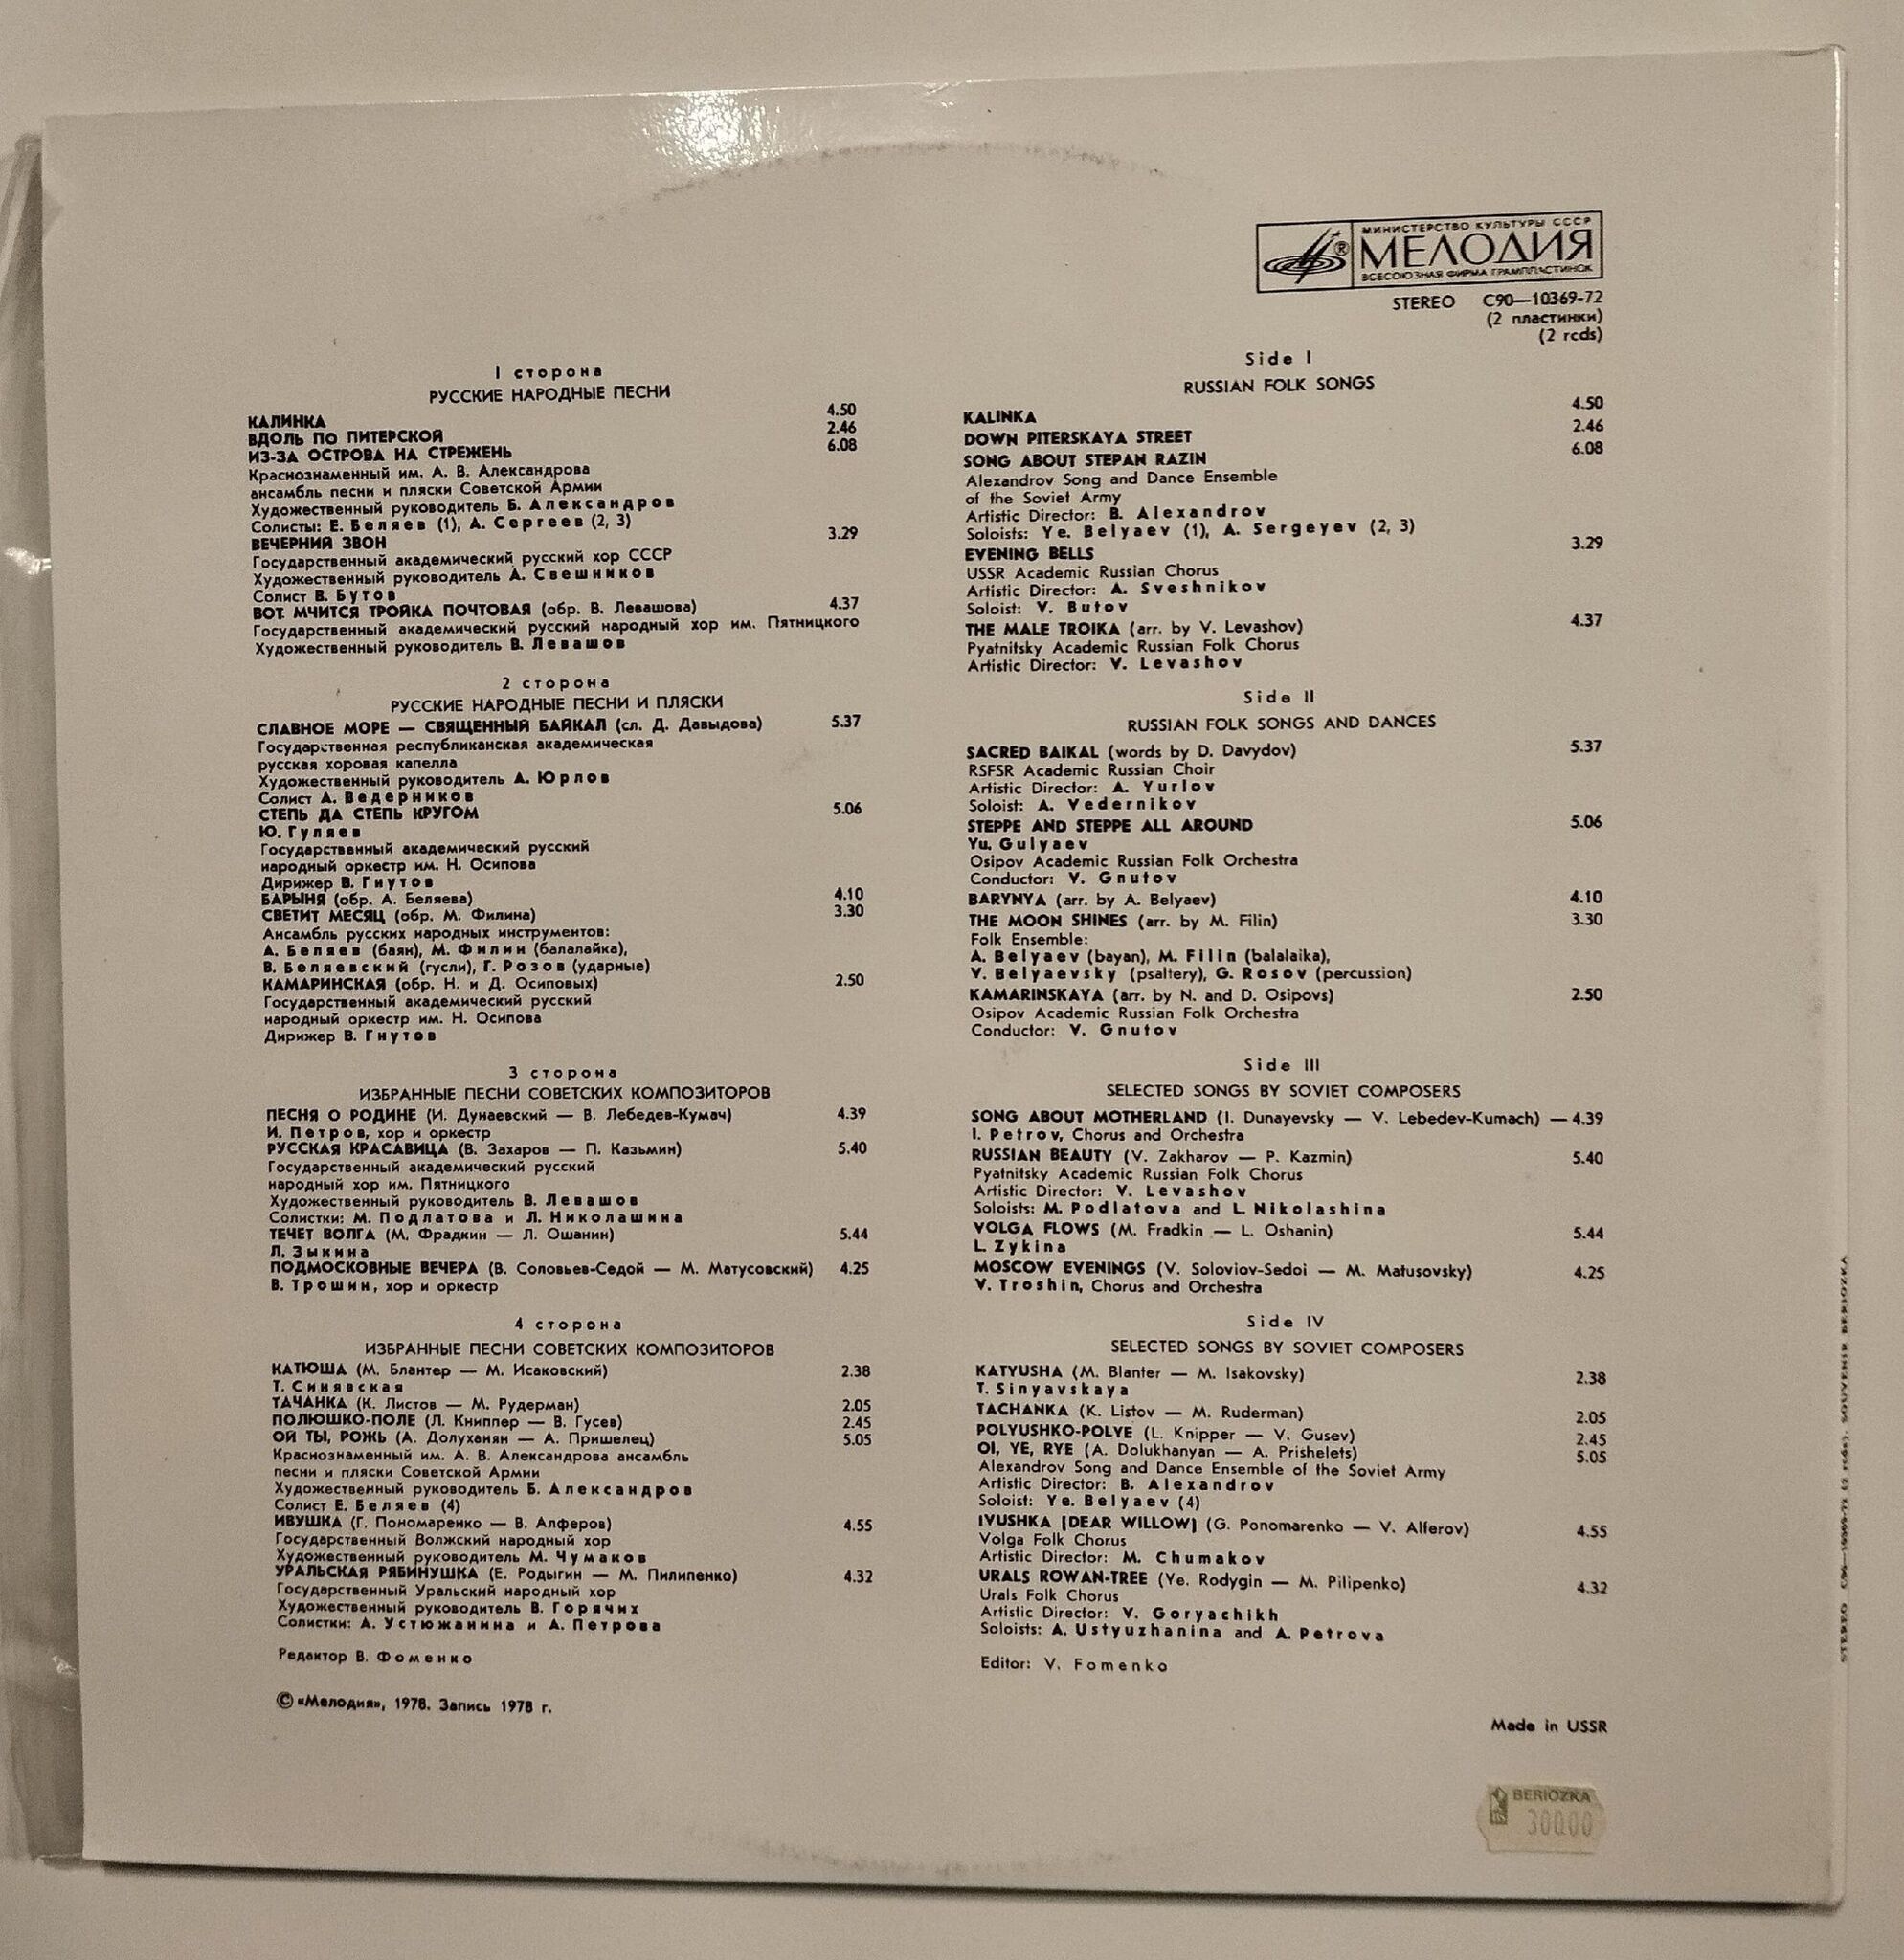 МИНИСТЕРСТВО КУЛЬТУРЫ СССР
МЕЛОДИЯ
ВСЕСОЮЗНАЯ ФИРМА ГРАМПЛАСТИНОК
®
STEREO C90—10369-72
(2 пластинки)
(2 rcds)
1 сторона
РУССКИЕ НАРОДНЫЕ ПЕСНИ
КАЛИНКА 4.50
ВДОЛЬ ПО ПИТЕРСКОЙ 2.46
ИЗ-ЗА ОСТРОВА НА СТРЕЖЕНЬ 6.08
Краснознаменный им. А. В. Александрова
ансамбль песни и пляски Советской Армии
Художественный руководитель Б. Александров
Солисты: Е. Беляев (1), А. Сергеев (2, 3)
ВЕЧЕРНИЙ ЗВОН 3.29
Государственный академический русский хор СССР
Художественный руководитель А. Свешников
Солист В. Бутов
ВОТ МЧИТСЯ ТРОЙКА ПОЧТОВАЯ (обр. В. Левашова) 4.37
Государственный академический русский народный хор им. Пятницкого
Художественный руководитель В. Левашов
2 сторона
РУССКИЕ НАРОДНЫЕ ПЕСНИ И ПЛЯСКИ
СЛАВНОЕ МОРЕ — СВЯЩЕННЫЙ БАЙКАЛ (сл. Д. Давыдова) 5.37
Государственная республиканская академическая
русская хоровая капелла
Художественный руководитель А. Юрлов
Солист А. Ведерников
СТЕПЬ ДА СТЕПЬ КРУГОМ 5.06
Ю. Гуляев
Государственный академический русский
народный оркестр им. Н. Осипова
Дирижер В. Гнутов
БАРЫНЯ (обр. А. Беляева) 4.10
СВЕТИТ МЕСЯЦ (обр. М. Филина) 3.30
Ансамбль русских народных инструментов:
А. Беляев (баян), М. Филин (балалайка),
В. Беляевский (гусли), Г. Розов (ударные)
КАМАРИНСКАЯ (обр. Н. и Д. Осиповых) 2.50
Государственный академический русский
народный оркестр им. Н. Осипова
Дирижер В. Гнутов
3 сторона
ИЗБРАННЫЕ ПЕСНИ СОВЕТСКИХ КОМПОЗИТОРОВ
ПЕСНЯ О РОДИНЕ (И. Дунаевский — В. Лебедев-Кумач) 4.39
И. Петров, хор и оркестр
РУССКАЯ КРАСАВИЦА (В. Захаров — П. Казьмин) 5.40
Государственный академический русский
народный хор им. Пятницкого
Художественный руководитель В. Левашов
Солистки: М. Подлатова и Л. Николашина
ТЕЧЕТ ВОЛГА (М. Фрадкин — Л. Ошанин) 5.44
Л. Зыкина
ПОДМОСКОВНЫЕ ВЕЧЕРА (В. Соловьев-Седой — М. Матусовский) 4.25
В. Трошин, хор и оркестр
4 сторона
ИЗБРАННЫЕ ПЕСНИ СОВЕТСКИХ КОМПОЗИТОРОВ
КАТЮША (М. Блантер — М. Исаковский) 2.38
Т. Синявская
ТАЧАНКА (К. Листов — М. Рудерман) 2.05
ПОЛЮШКО-ПОЛЕ (Л. Книппер — В. Гусев) 2.45
ОЙ ТЫ, РОЖЬ (А. Долуханян — А. Пришелец) 5.05
Краснознаменный им. А. В. Александрова ансамбль
песни и пляски Советской Армии
Художественный руководитель Б. Александров
Солист Е. Беляев (4)
ИВУШКА (Г. Пономаренко — В. Алферов) 4.55
Государственный Волжский народный хор
Художественный руководитель М. Чумаков
УРАЛЬСКАЯ РЯБИНУШКА (Е. Родыгин — М. Пилипенко) 4.32
Государственный Уральский народный хор
Художественный руководитель В. Горячих
Солистки: А. Устюжанина и А. Петрова
Редактор В. Фоменко
© «Мелодия», 1978. Запись 1978 г.
Side I
RUSSIAN FOLK SONGS
KALINKA 4.50
DOWN PITERSKAYA STREET 2.46
SONG ABOUT STEPAN RAZIN 6.08
Alexandrov Song and Dance Ensemble
of the Soviet Army
Artistic Director: B. Alexandrov
Soloists: Ye. Belyaev (1), A. Sergeyev (2, 3)
EVENING BELLS 3.29
USSR Academic Russian Chorus
Artistic Director: A. Sveshnikov
Soloist: V. Butov
THE MALE TROIKA (arr. by V. Levashov) 4.37
Pyatnitsky Academic Russian Folk Chorus
Artistic Director: V. Levashov
Side II
RUSSIAN FOLK SONGS AND DANCES
SACRED BAIKAL (words by D. Davydov) 5.37
RSFSR Academic Russian Choir
Artistic Director: A. Yurlov
Soloist: A. Vedernikov
STEPPE AND STEPPE ALL AROUND 5.06
Yu. Gulyaev
Osipov Academic Russian Folk Orchestra
Conductor: V. Gnutov
BARYNYA (arr. by A. Belyaev) 4.10
THE MOON SHINES (arr. by M. Filin) 3.30
Folk Ensemble:
A. Belyaev (bayan), M. Filin (balalaika),
V. Belyaevsky (psaltery), G. Rosov (percussion)
KAMARINSKAYA (arr. by N. and D. Osipovs) 2.50
Osipov Academic Russian Folk Orchestra
Conductor: V. Gnutov
Side III
SELECTED SONGS BY SOVIET COMPOSERS
SONG ABOUT MOTHERLAND (I. Dunayevsky — V. Lebedev-Kumach) — 4.39
I. Petrov, Chorus and Orchestra
RUSSIAN BEAUTY (V. Zakharov — P. Kazmin) 5.40
Pyatnitsky Academic Russian Folk Chorus
Artistic Director: V. Levashov
Soloists: M. Podlatova and L. Nikolashina
VOLGA FLOWS (M. Fradkin — L. Oshanin) 5.44
L. Zykina
MOSCOW EVENINGS (V. Soloviov-Sedoi — M. Matusovsky) 4.25
V. Troshin, Chorus and Orchestra
Side IV
SELECTED SONGS BY SOVIET COMPOSERS
KATYUSHA (M. Blanter — M. Isakovsky) 2.38
T. Sinyavskaya
TACHANKA (K. Listov — M. Ruderman) 2.05
POLYUSHKO-POLYE (L. Knipper — V. Gusev) 2.45
OI, YE, RYE (A. Dolukhanyan — A. Prishelets) 5.05
Alexandrov Song and Dance Ensemble of the Soviet Army
Artistic Director: B. Alexandrov
Soloist: Ye. Belyaev (4)
IVUSHKA [DEAR WILLOW] (G. Ponomarenko — V. Alferov) 4.55
Volga Folk Chorus
Artistic Director: M. Chumakov
URALS ROWAN-TREE (Ye. Rodygin — M. Pilipenko) 4.32
Urals Folk Chorus
Artistic Director: V. Goryachikh
Soloists: A. Ustyuzhanina and A. Petrova
Editor: V. Fomenko
Made in USSR
BERIOZKA
30000
STEREO C90—10369-72 (2 rcds). SOUVENIR BERIOZKA